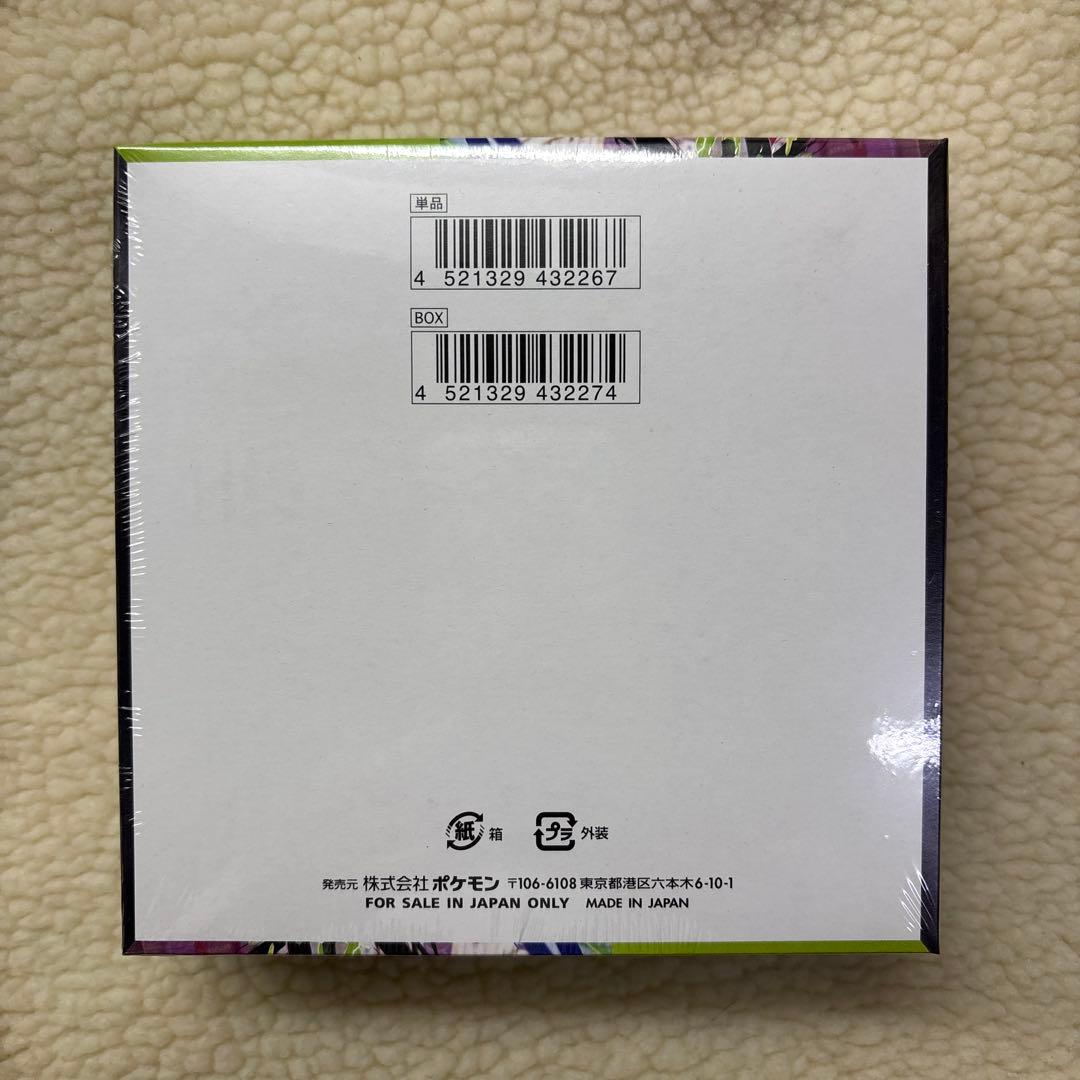 単品
4 521329 432267
BOX
4 521329 432274
紙 箱 プラ 外装
発売元 株式会社 ポケモン 〒106-6108 東京都港区六本木6-10-1
FOR SALE IN JAPAN ONLY MADE IN JAPAN